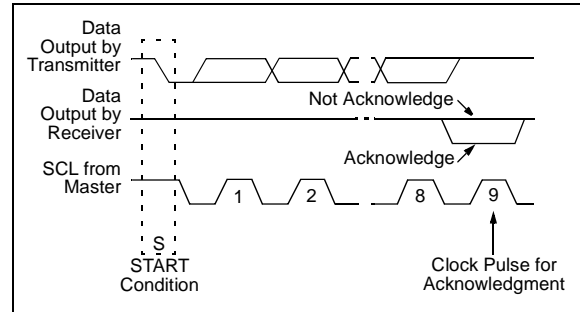 Data
Output by
Transmitter
Data
Output by
Receiver
Not Acknowledge
Acknowledge
SCL from
Master
1
2
8
9
S
START
Condition
Clock Pulse for
Acknowledgment